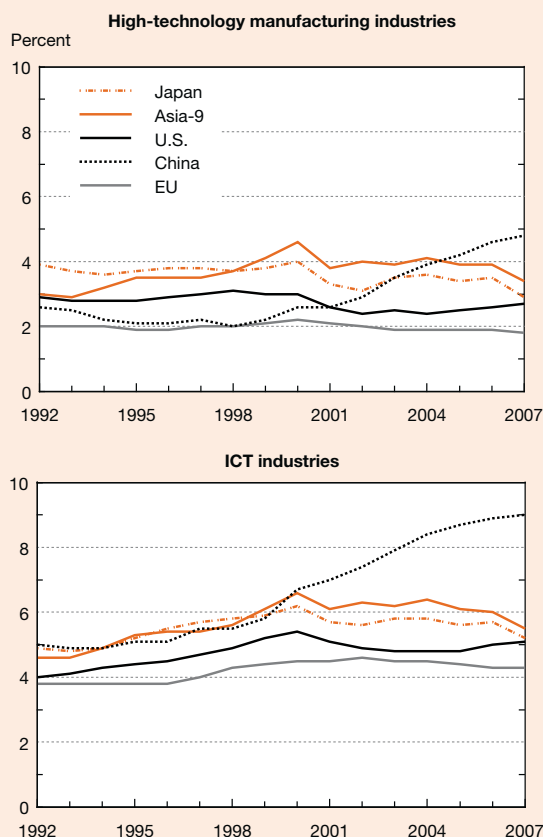 High-technology manufacturing industries
Percent
10
Japan
Asia-9
8
U.S.
China
EU
6
4
2
0
1992 1995 1998 2001 2004 2007
ICT industries
10
8
6
4
2
0
1992 1995 1998 2001 2004 2007